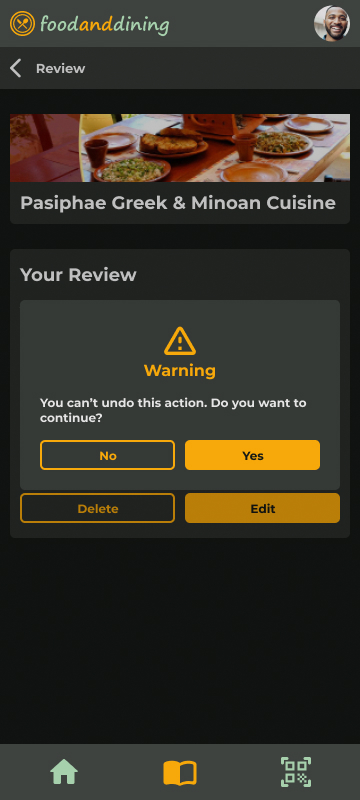 foodanddining
Review
Pasiphae Greek & Minoan Cuisine
Your Review
Warning
You can’t undo this action. Do you want to
continue?
No
Yes
Delete
Edit